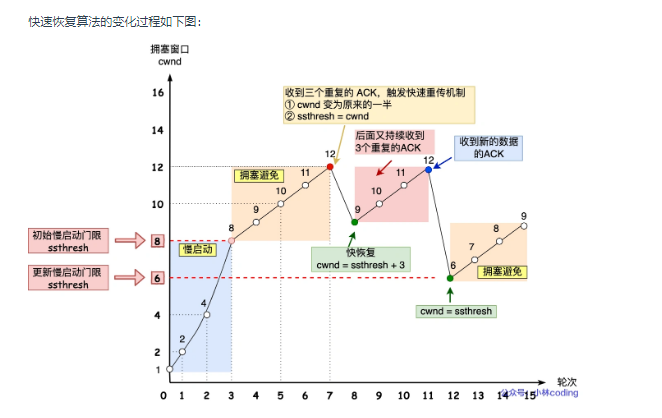 快速恢复算法的变化过程如下图：
拥塞窗口
cwnd
16
14
12
10
8
6
4
2
1
收到三个重复的 ACK，触发快速重传机制
① cwnd 变为原来的一半
② ssthresh = cwnd
后面又持续收到
3个重复的ACK
收到新的数据
的ACK
初始慢启动门限
ssthresh
更新慢启动门限
ssthresh
慢启动
拥塞避免
快恢复
cwnd = ssthresh + 3
cwnd = ssthresh
拥塞避免
2
4
8
9
10
11
12
9
10
11
12
6
7
8
9
0 1 2 3 4 5 6 7 8 9 10 11 12 13 14 15
轮次
公众号：小林coding